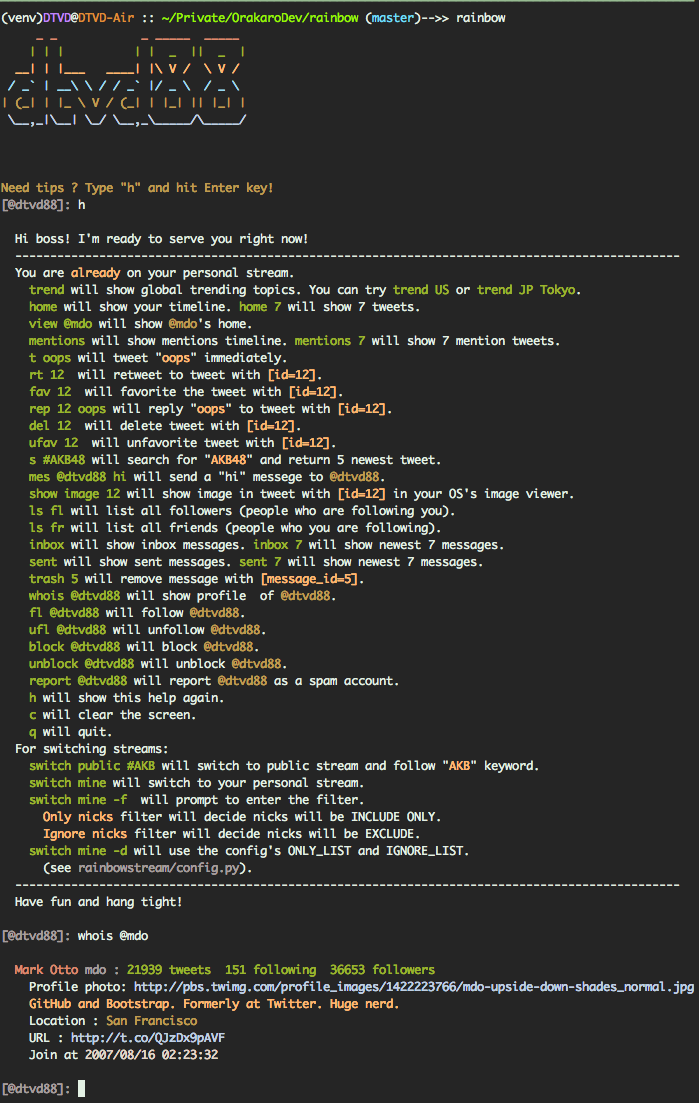 (venv)DTVD@DTVD-Air :: ~/Private/OrakaroDev/rainbow (master)-->> rainbow
dtvd88
Need tips ? Type "h" and hit Enter key!
[@dtvd88]: h
Hi boss! I'm ready to serve you right now!
-----------------------------------------------------------------------------------------------
You are already on your personal stream.
trend will show global trending topics. You can try trend US or trend JP Tokyo.
home will show your timeline. home 7 will show 7 tweets.
view @mdo will show @mdo's home.
mentions will show mentions timeline. mentions 7 will show 7 mention tweets.
t oops will tweet "oops" immediately.
rt 12  will retweet to tweet with [id=12].
fav 12  will favorite the tweet with [id=12].
rep 12 oops will reply "oops" to tweet with [id=12].
del 12  will delete tweet with [id=12].
ufav 12  will unfavorite tweet with [id=12].
s #AKB48 will search for "AKB48" and return 5 newest tweet.
mes @dtvd88 hi will send a "hi" messege to @dtvd88.
show image 12 will show image in tweet with [id=12] in your OS's image viewer.
ls fl will list all followers (people who are following you).
ls fr will list all friends (people who you are following).
inbox will show inbox messages. inbox 7 will show newest 7 messages.
sent will show sent messages. sent 7 will show newest 7 messages.
trash 5 will remove message with [message_id=5].
whois @dtvd88 will show profile  of @dtvd88.
fl @dtvd88 will follow @dtvd88.
ufl @dtvd88 will unfollow @dtvd88.
block @dtvd88 will block @dtvd88.
unblock @dtvd88 will unblock @dtvd88.
report @dtvd88 will report @dtvd88 as a spam account.
h will show this help again.
c will clear the screen.
q will quit.
For switching streams:
switch public #AKB will switch to public stream and follow "AKB" keyword.
switch mine will switch to your personal stream.
switch mine -f  will prompt to enter the filter.
Only nicks filter will decide nicks will be INCLUDE ONLY.
Ignore nicks filter will decide nicks will be EXCLUDE.
switch mine -d will use the config's ONLY_LIST and IGNORE_LIST.
(see rainbowstream/config.py).
-----------------------------------------------------------------------------------------------
Have fun and hang tight!
[@dtvd88]: whois @mdo
Mark Otto mdo : 21939 tweets  151 following  36653 followers
Profile photo: http://pbs.twimg.com/profile_images/1422223766/mdo-upside-down-shades_normal.jpg
GitHub and Bootstrap. Formerly at Twitter. Huge nerd.
Location : San Francisco
URL : http://t.co/QJzDx9pAVF
Join at 2007/08/16 02:23:32
[@dtvd88]: